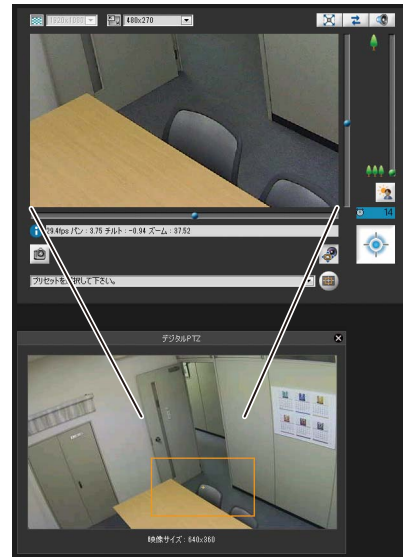 1920x1080
480x270
29.4fps パン : 3.75 チルト : -0.94 ズーム : 37.52
14
プリセットを選択して下さい。
デジタルPTZ
映像サイズ : 640x360